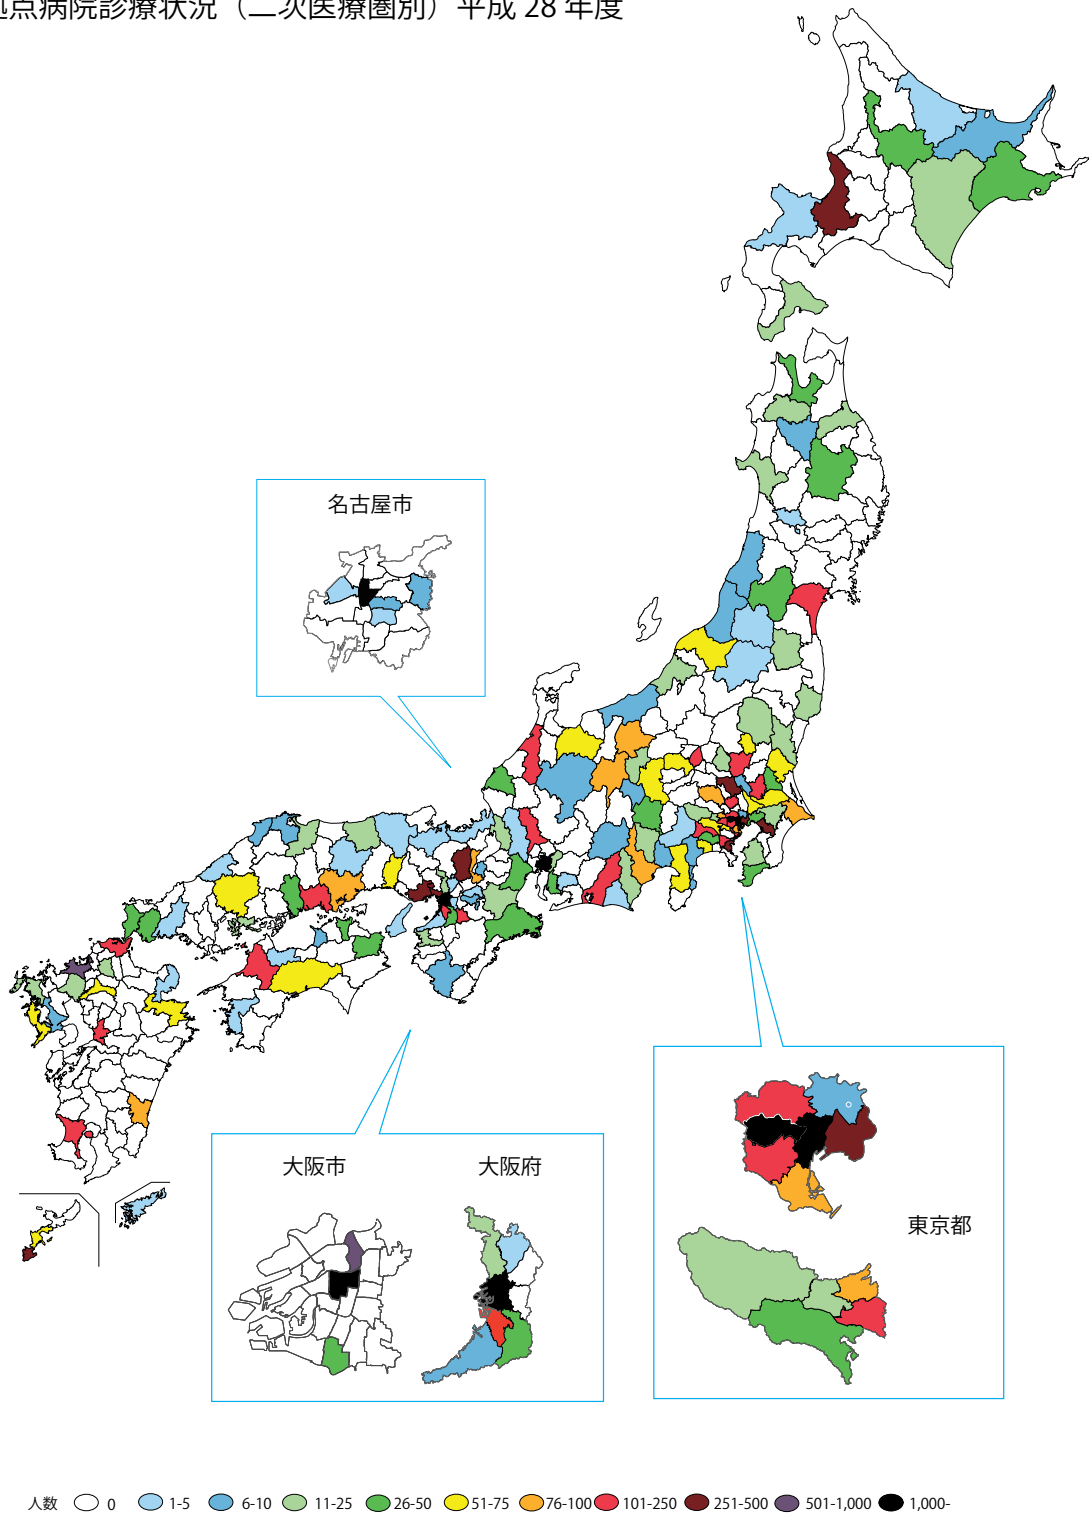 点病院診療状況（二次医療圏別）平成 28 年度
名古屋市
大阪市
大阪府
東京都
人数 0 1-5 6-10 11-25 26-50 51-75 76-100 101-250 251-500 501-1,000 1,000-